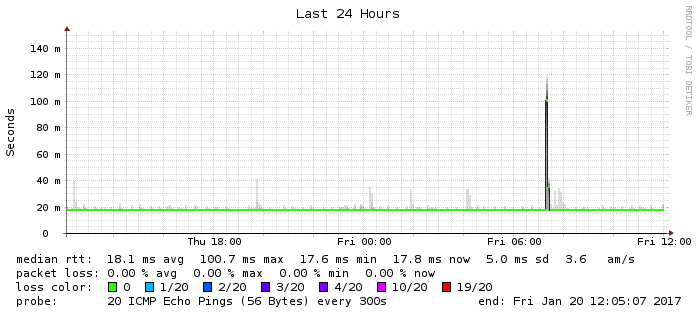 Last 24 Hours
RRDTOOL / TOBI OETIKER
Seconds
140 m
120 m
100 m
80 m
60 m
40 m
20 m
0
Thu 18:00 Fri 00:00 Fri 06:00 Fri 12:00
median rtt: 18.1 ms avg 100.7 ms max 17.6 ms min 17.8 ms now 5.0 ms sd 3.6 am/s
packet loss: 0.00 % avg 0.00 % max 0.00 % min 0.00 % now
loss color: 0 1/20 2/20 3/20 4/20 10/20 19/20
probe: 20 ICMP Echo Pings (56 Bytes) every 300s end: Fri Jan 20 12:05:07 2017